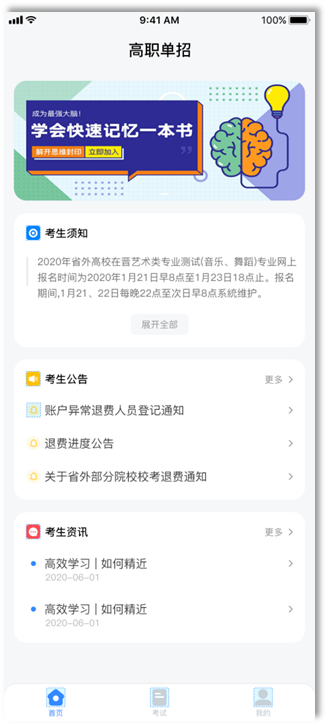 9:41 AM
100%
高职单招
成为最强大脑!
学会快速记忆一本书
解开思维封印 立即加入
考生须知
2020年省外高校在晋艺术类专业测试(音乐、舞蹈)专业网上
报名时间为2020年1月21日早8点至1月23日18点止。报名
期间,1月21、22日每晚22点至次日早8点系统维护。
展开全部
考生公告
更多
账户异常退费人员登记通知
退费进度公告
关于省外部分院校校考退费通知
考生资讯
更多
高效学习 | 如何精近
2020-06-01
高效学习 | 如何精近
2020-06-01
首页
考试
我的